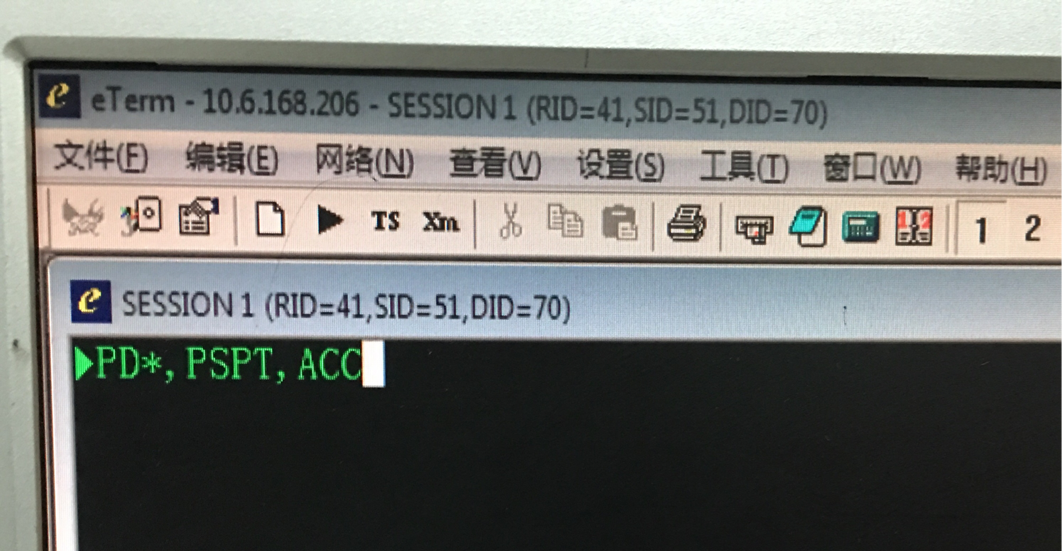 eTerm - 10.6.168.206 - SESSION 1 (RID=41,SID=51,DID=70)
文件(F) 编辑(E) 网络(N) 查看(V) 设置(S) 工具(T) 窗口(W) 帮助(H)
TS Xm 1 2
SESSION 1 (RID=41,SID=51,DID=70)
▶PD*,PSPT,ACC